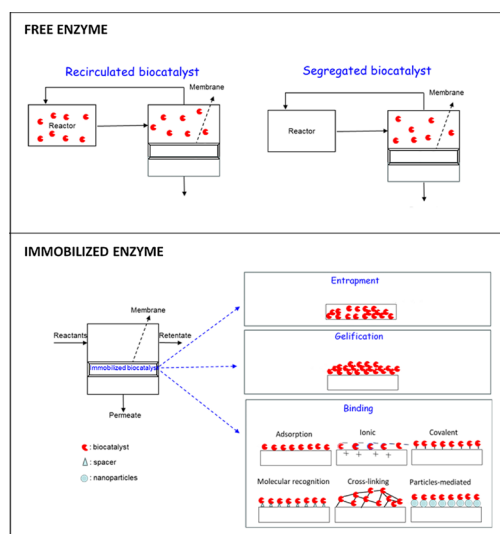 FREE ENZYME
Recirculated biocatalyst
Segregated biocatalyst
Membrane
Membrane
Reactor
Reactor
IMMOBILIZED ENZYME
Membrane
Reactants
Retentate
Immobilized biocatalyst
Permeate
: biocatalyst
: spacer
: nanoparticles
Entrapment
Gelification
Binding
Adsorption
Ionic
Covalent
Molecular recognition
Cross-linking
Particles-mediated